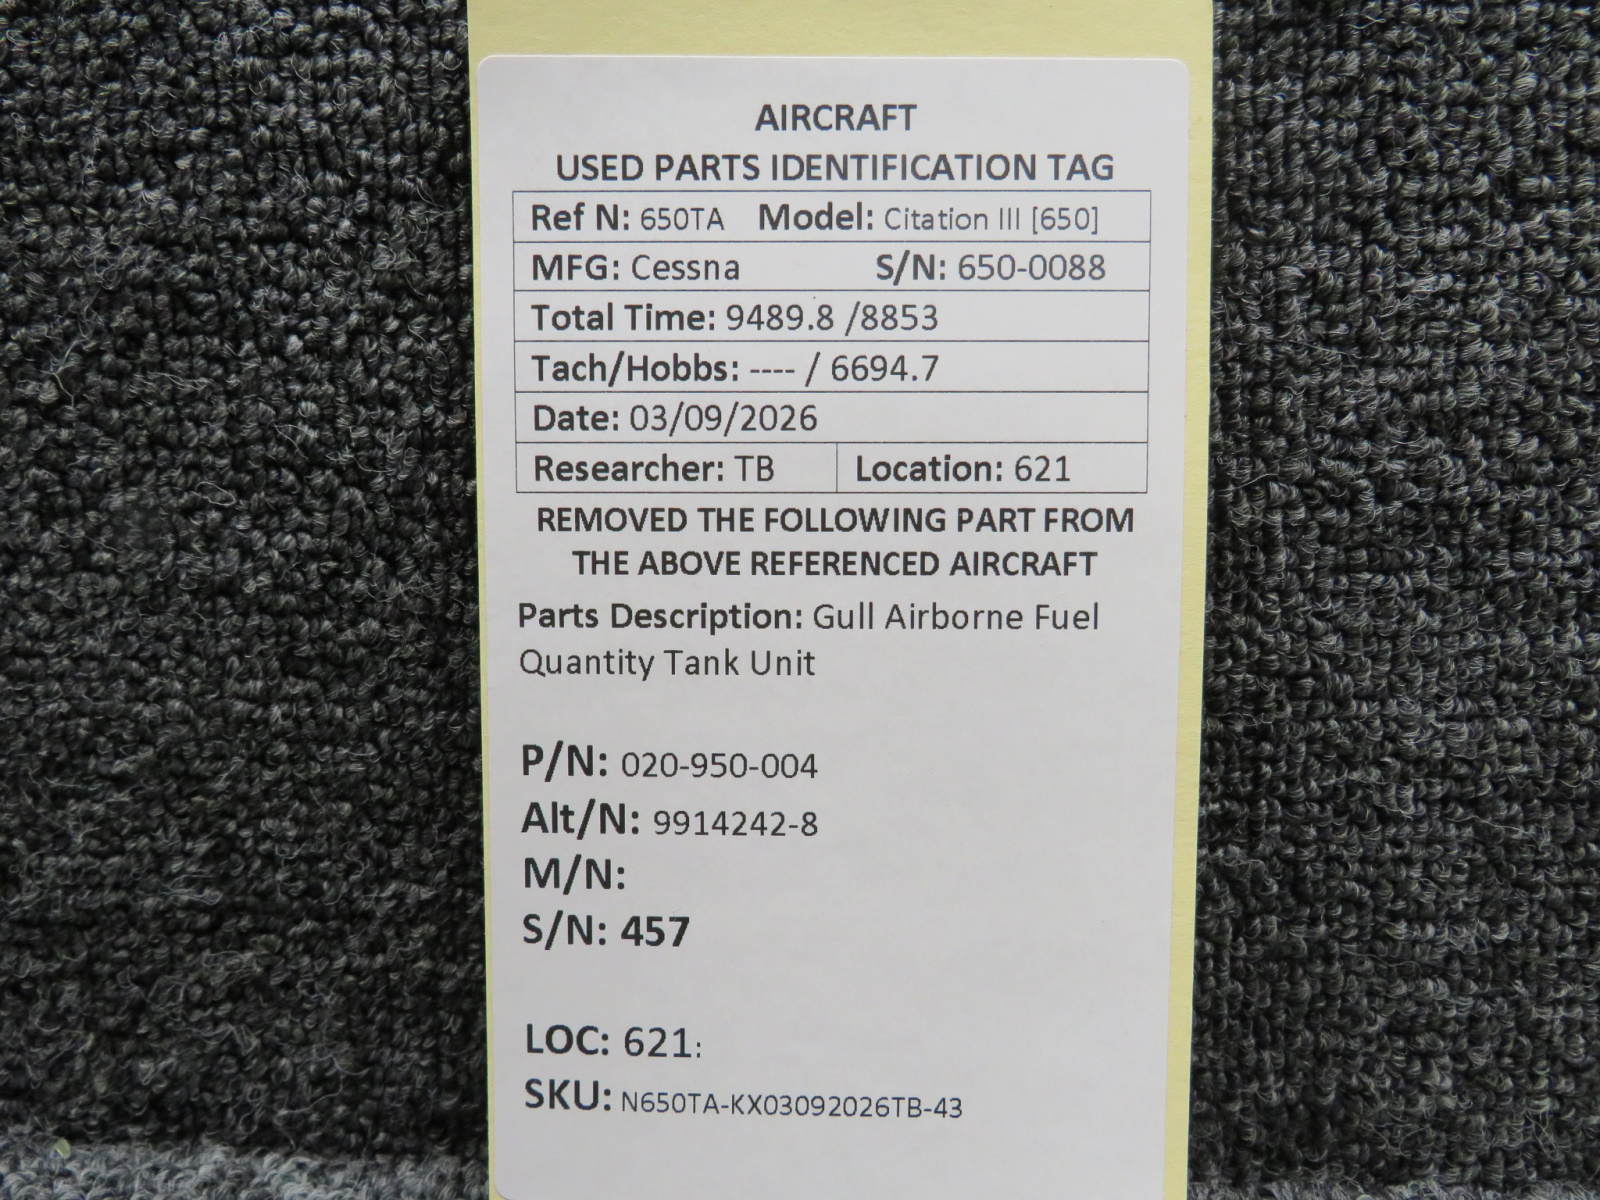 AIRCRAFT
USED PARTS IDENTIFICATION TAG
Ref N: 650TA Model: Citation III [650]
MFG: Cessna S/N: 650-0088
Total Time: 9489.8 /8853
Tach/Hobbs: ---- / 6694.7
Date: 03/09/2026
Researcher: TB Location: 621
REMOVED THE FOLLOWING PART FROM
THE ABOVE REFERENCED AIRCRAFT
Parts Description: Gull Airborne Fuel
Quantity Tank Unit
P/N: 020-950-004
Alt/N: 9914242-8
M/N:
S/N: 457
LOC: 621:
SKU: N650TA-KX03092026TB-43